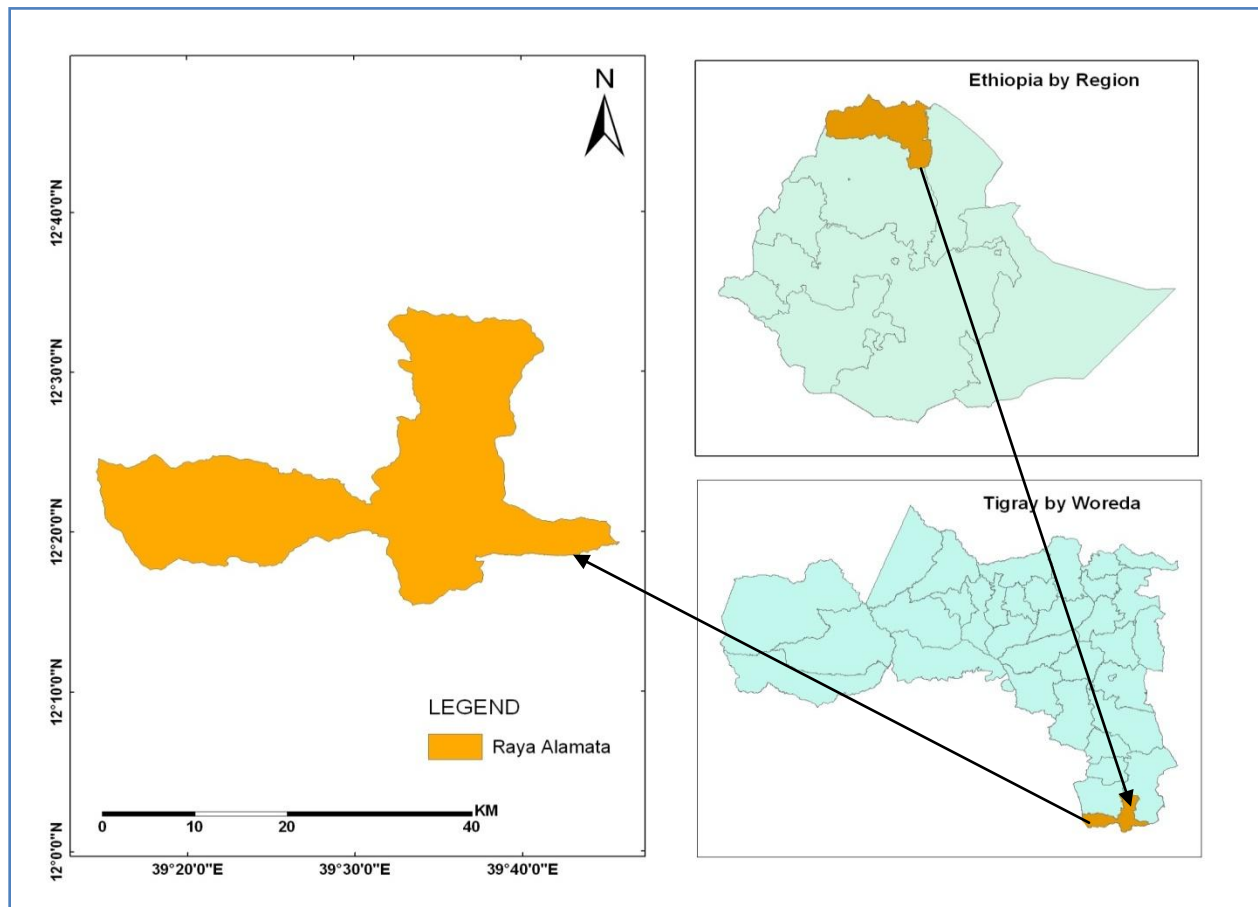 N
12°40'0"N
12°30'0"N
12°20'0"N
12°40'0"N
12°0'0"N
39°20'0"E
39°30'0"E
39°40'0"E
LEGEND
Raya Alamata
KM
0 10 20 40
Ethiopia by Region
Tigray by Woreda